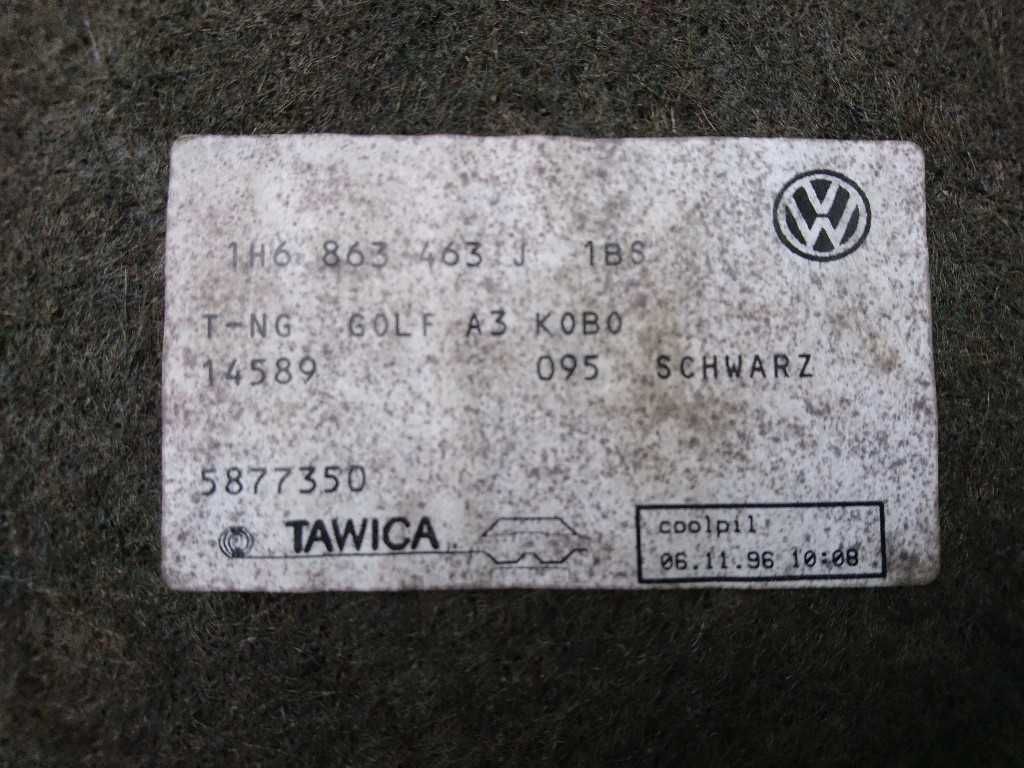 1H6 863 463 J 1BS
T-NG GOLF A3 KOBO
14589 095 SCHWARZ
5877350
TAWICA
coolpil
06.11.96 10:08